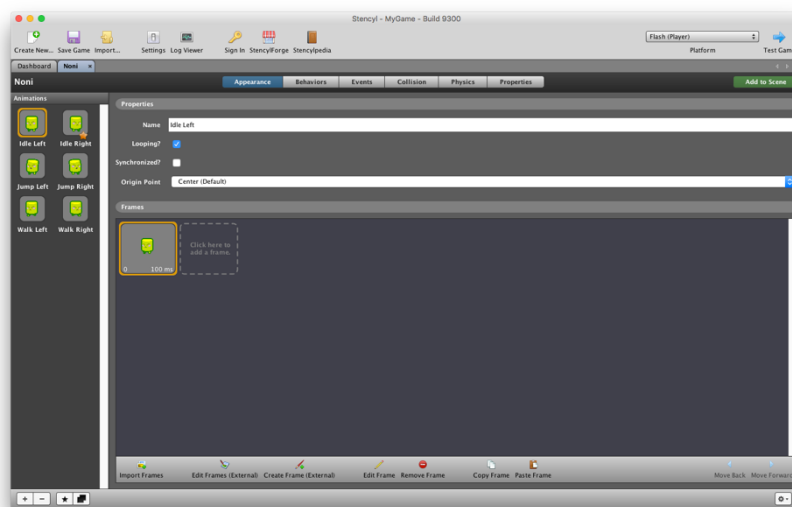 Stencyl - MyGame - Build 9300
Create New... Save Game Import... Settings Log Viewer Sign In StencylForge Stencylpedia
Flash (Player)
Platform
Test Gam
Dashboard Noni ×
Noni
Appearance Behaviors Events Collision Physics Properties
Add to Scene
Animations
Idle Left Idle Right
Jump Left Jump Right
Walk Left Walk Right
Properties
Name Idle Left
Looping?
Synchronized?
Origin Point Center (Default)
Frames
0 100 ms
Click here to
add a frame.
Import Frames Edit Frames (External) Create Frame (External) Edit Frame Remove Frame Copy Frame Paste Frame Move Back Move Forward